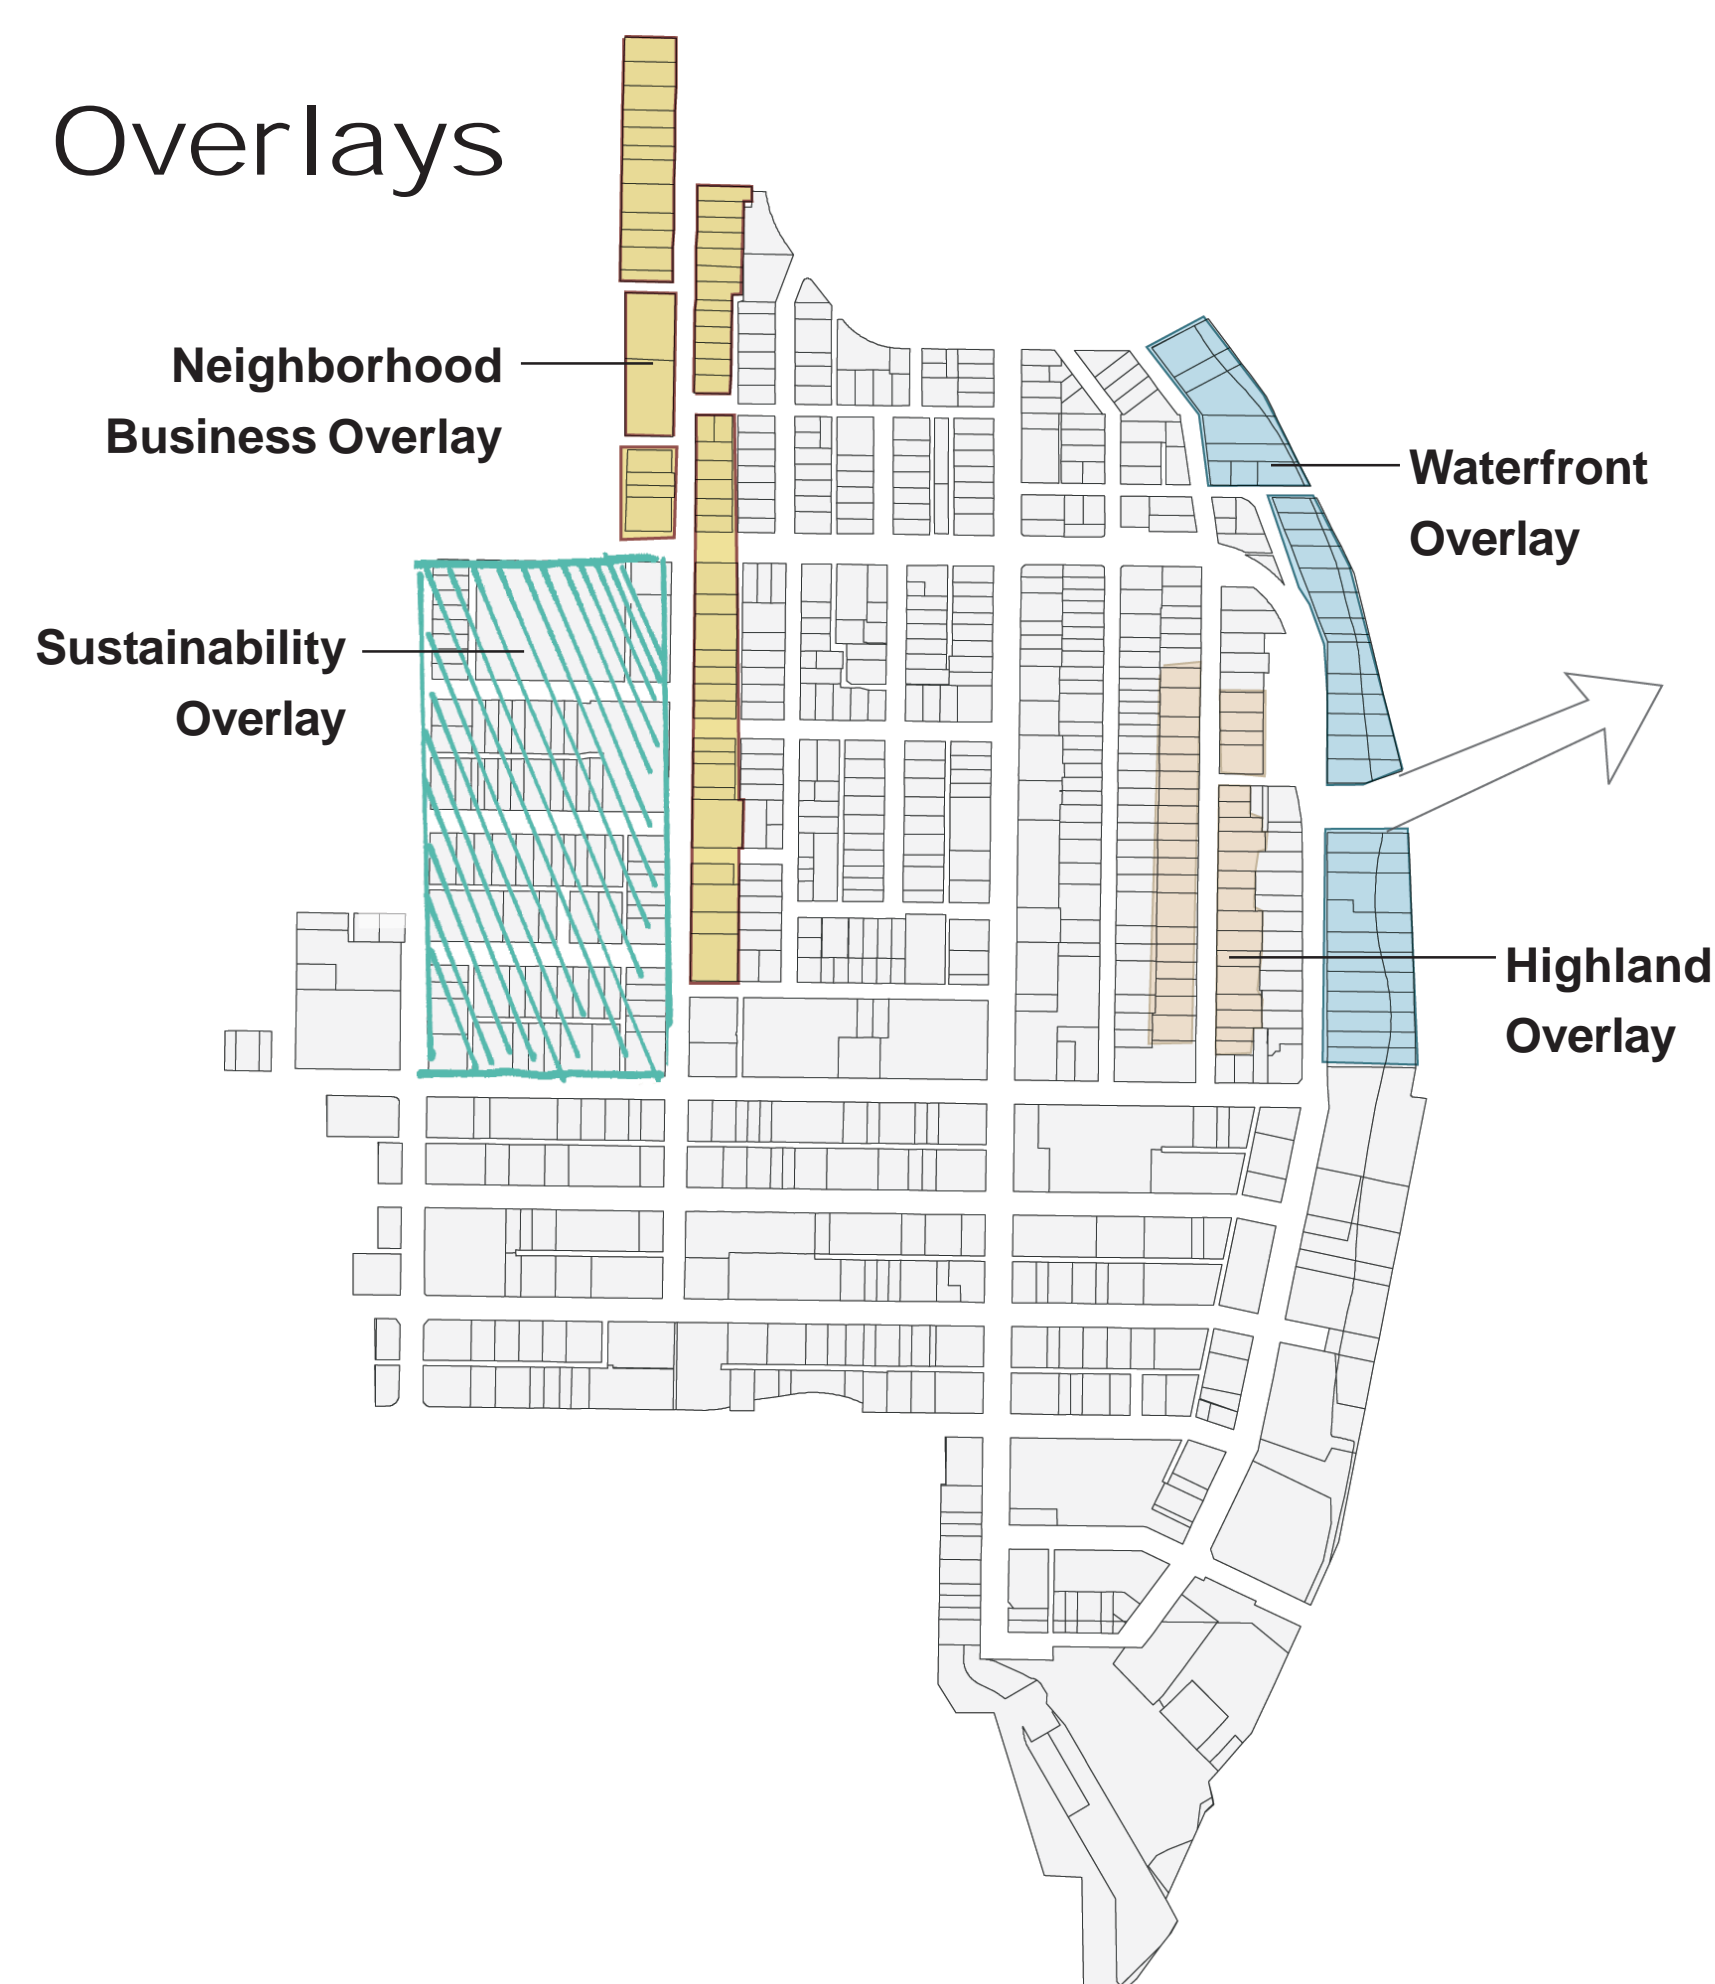 Overlays
Neighborhood
Business Overlay
Waterfront
Overlay
Sustainability
Overlay
Highland
Overlay